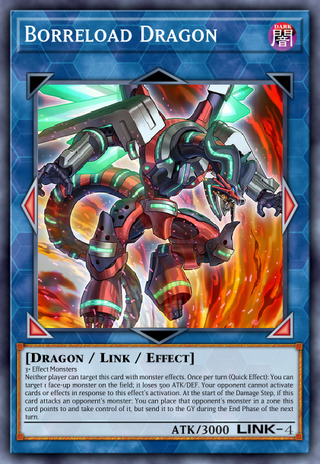 Borreload Dragon
DARK
闇
[Dragon / Link / Effect]
3+ Effect Monsters
Neither player can target this card with monster effects. Once per turn (Quick Effect): You can
target 1 face-up monster on the field; it loses 500 ATK/DEF. Your opponent cannot activate
cards or effects in response to this effect's activation. At the start of the Damage Step, if this
card attacks an opponent's monster: You can place that opponent's monster in a zone this
card points to and take control of it, but send it to the GY during the End Phase of the next
turn.
ATK/3000 LINK-4